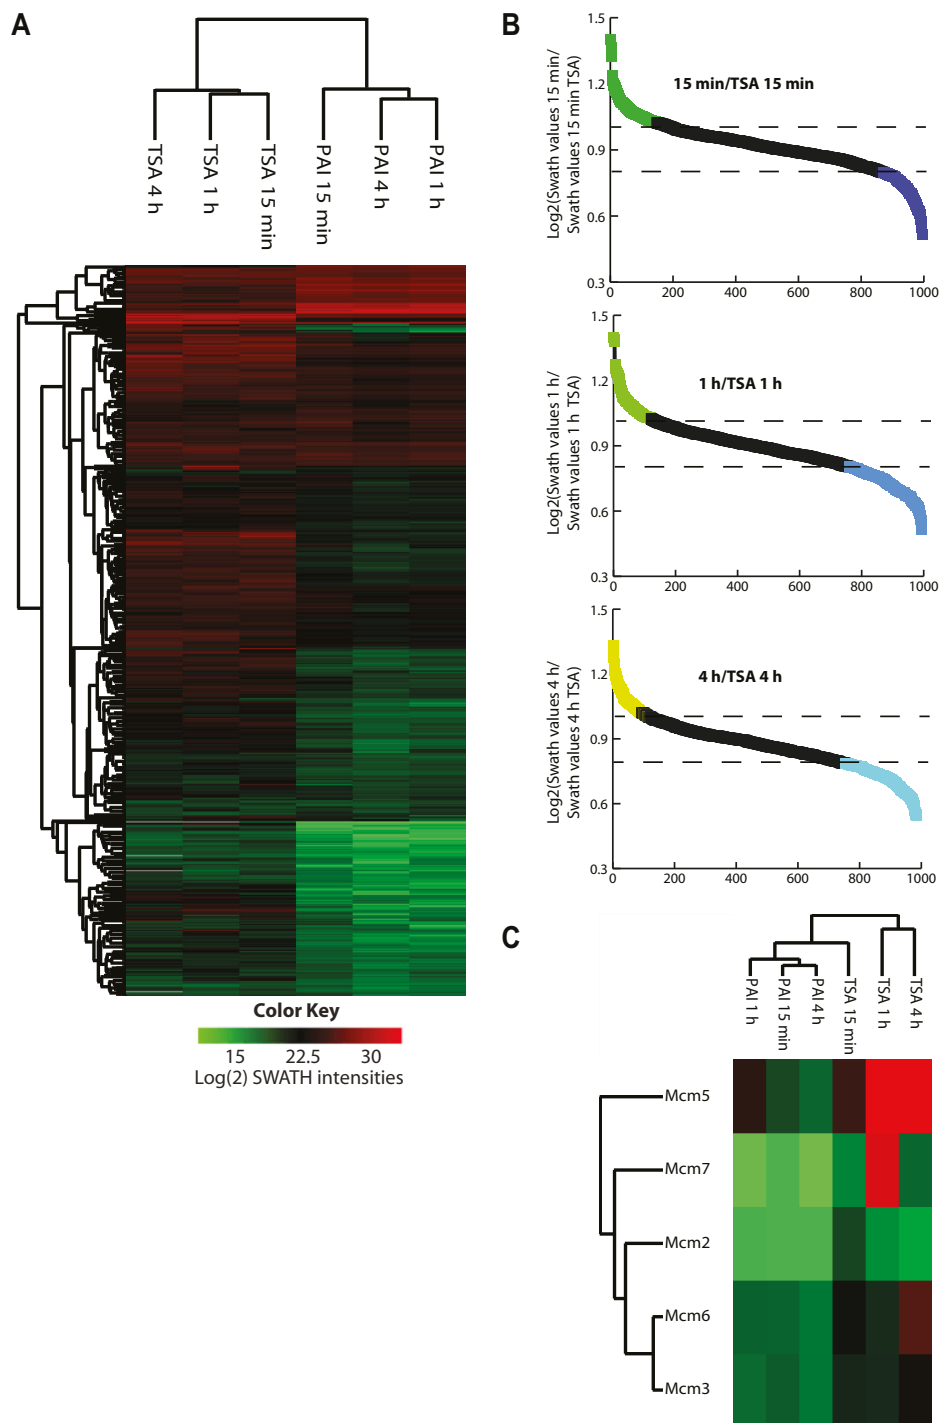 A
TSA 4 h
TSA 1 h
TSA 15 min
PAI 15 min
PAI 4 h
PAI 1 h
Color Key
15 22.5 30
Log(2) SWATH intensities
B
Log2(Swath values 15 min/
Swath values 15 min TSA)
1.5
1.2
0.9
0.6
0.3
15 min/TSA 15 min
0 200 400 600 800 1000
Log2(Swath values 1 h/
Swath values 1 h TSA)
1.5
1.2
0.9
0.6
0.3
1 h/TSA 1 h
0 200 400 600 800 1000
Log2(Swath values 4 h/
Swath values 4 h TSA)
1.5
1.2
0.9
0.6
0.3
4 h/TSA 4 h
0 200 400 600 800 1000
C
PAI 1 h
PAI 15 min
PAI 4 h
TSA 15 min
TSA 1 h
TSA 4 h
Mcm5
Mcm7
Mcm2
Mcm6
Mcm3